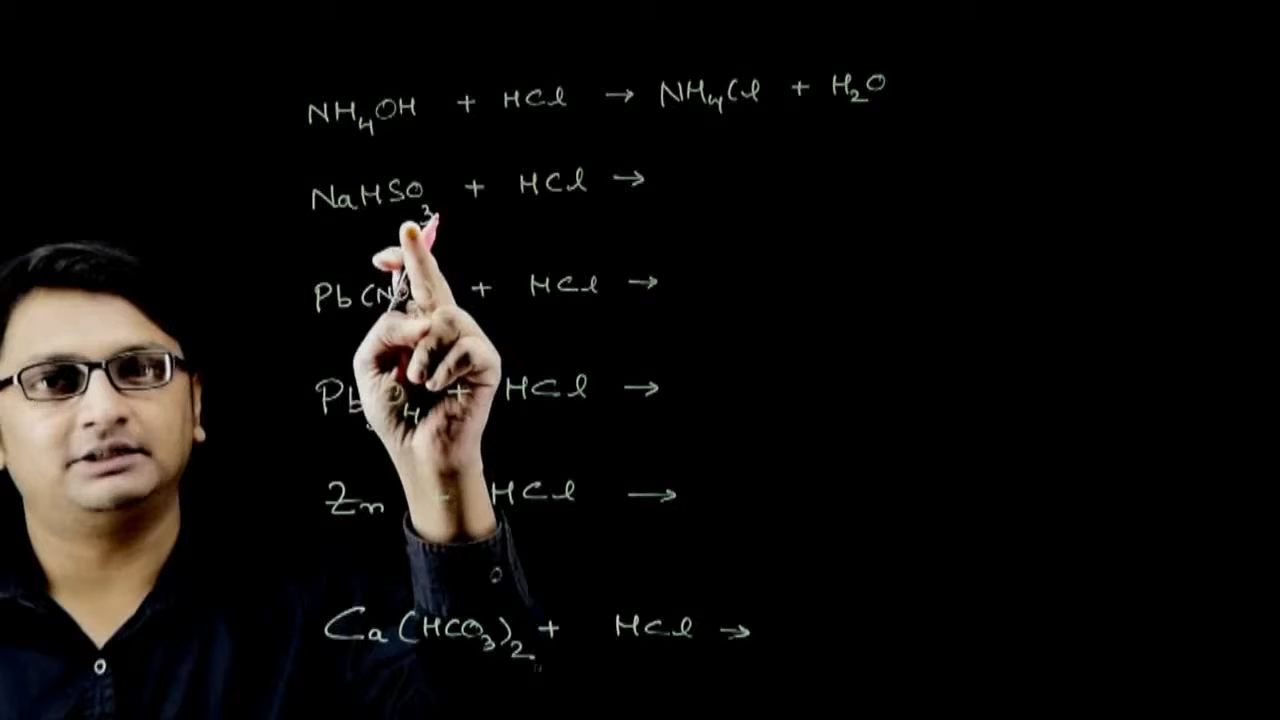 NH₄OH + HCl → NH₄Cl + H₂O
NaHSO₃ + HCl →
+ HCl →
+ HCl →
Zn + HCl →
Ca(HCO₃)₂ + HCl →